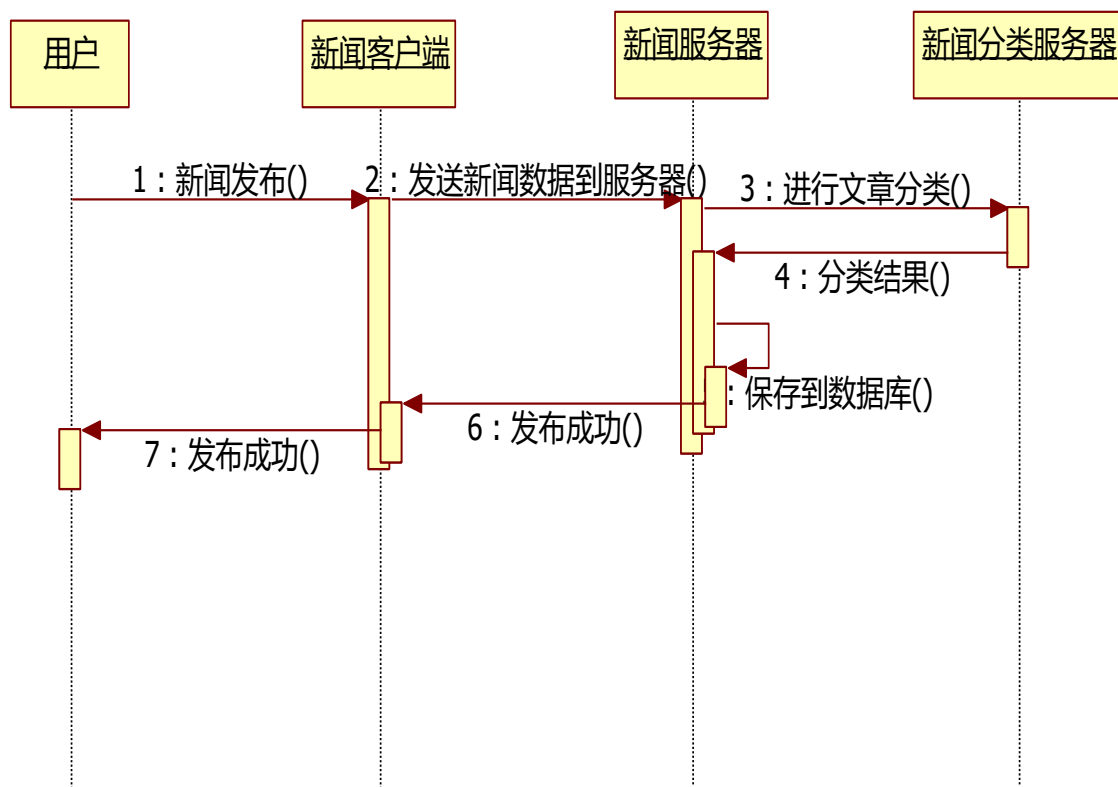 用户
新闻客户端
新闻服务器
新闻分类服务器
1：新闻发布()
2：发送新闻数据到服务器()
3：进行文章分类()
4：分类结果()
：保存到数据库()
6：发布成功()
7：发布成功()